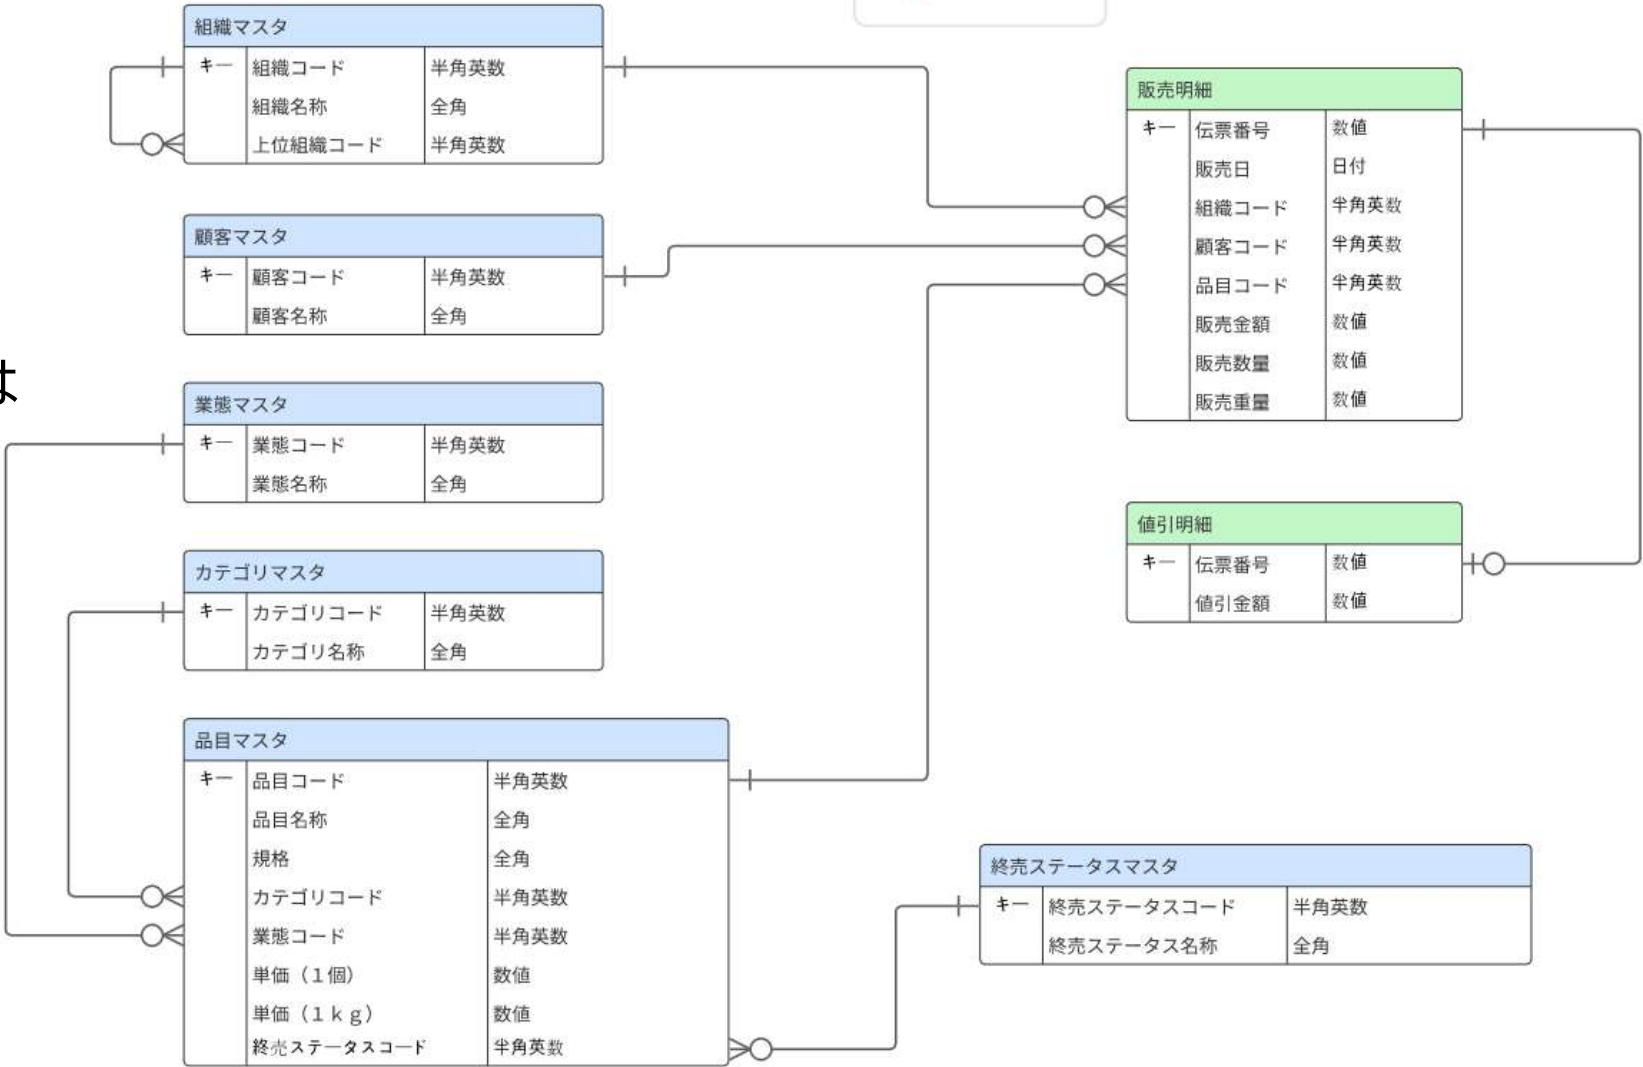 組織マスタ
キー 組織コード 半角英数
組織名称 全角
上位組織コード 半角英数
顧客マスタ
キー 顧客コード 半角英数
顧客名称 全角
は
業態マスタ
キー 業態コード 半角英数
業態名称 全角
カテゴリマスタ
キー カテゴリコード 半角英数
カテゴリ名称 全角
品目マスタ
キー 品目コード 半角英数
品目名称 全角
規格 全角
カテゴリコード 半角英数
業態コード 半角英数
単価（１個） 数値
単価（１ｋｇ） 数値
終売ステータスコード 半角英数
販売明細
キー 伝票番号 数値
販売日 日付
組織コード 半角英数
顧客コード 半角英数
品目コード 半角英数
販売金額 数値
販売数量 数値
販売重量 数値
値引明細
キー 伝票番号 数値
値引金額 数値
終売ステータスマスタ
キー 終売ステータスコード 半角英数
終売ステータス名称 全角